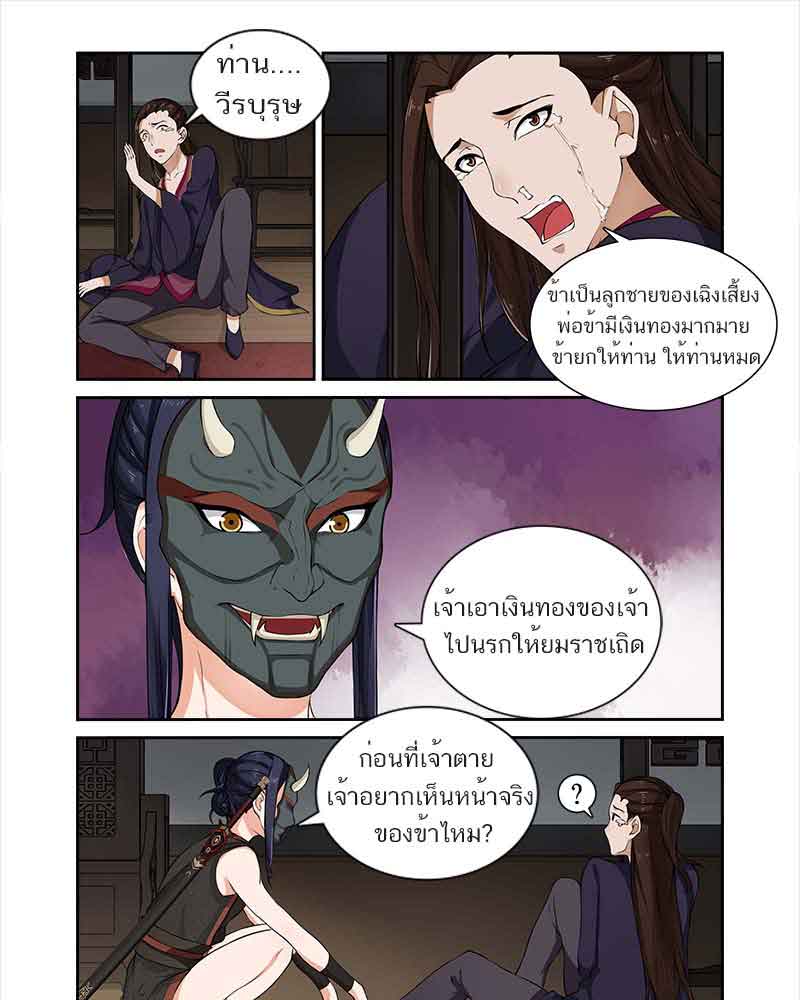 ท่าน....
วีรบุรุษ
ข้าเป็นลูกชายของเฉิงเสี้ยง
พ่อข้ามีเงินทองมากมาย
ข้ายกให้ท่าน ให้ท่านหมด
เจ้าเอาเงินทองของเจ้า
ไปนรกให้ยมราชเถิด
ก่อนที่เจ้าตาย
เจ้าอยากเห็นหน้าจริง
ของข้าไหม?
?